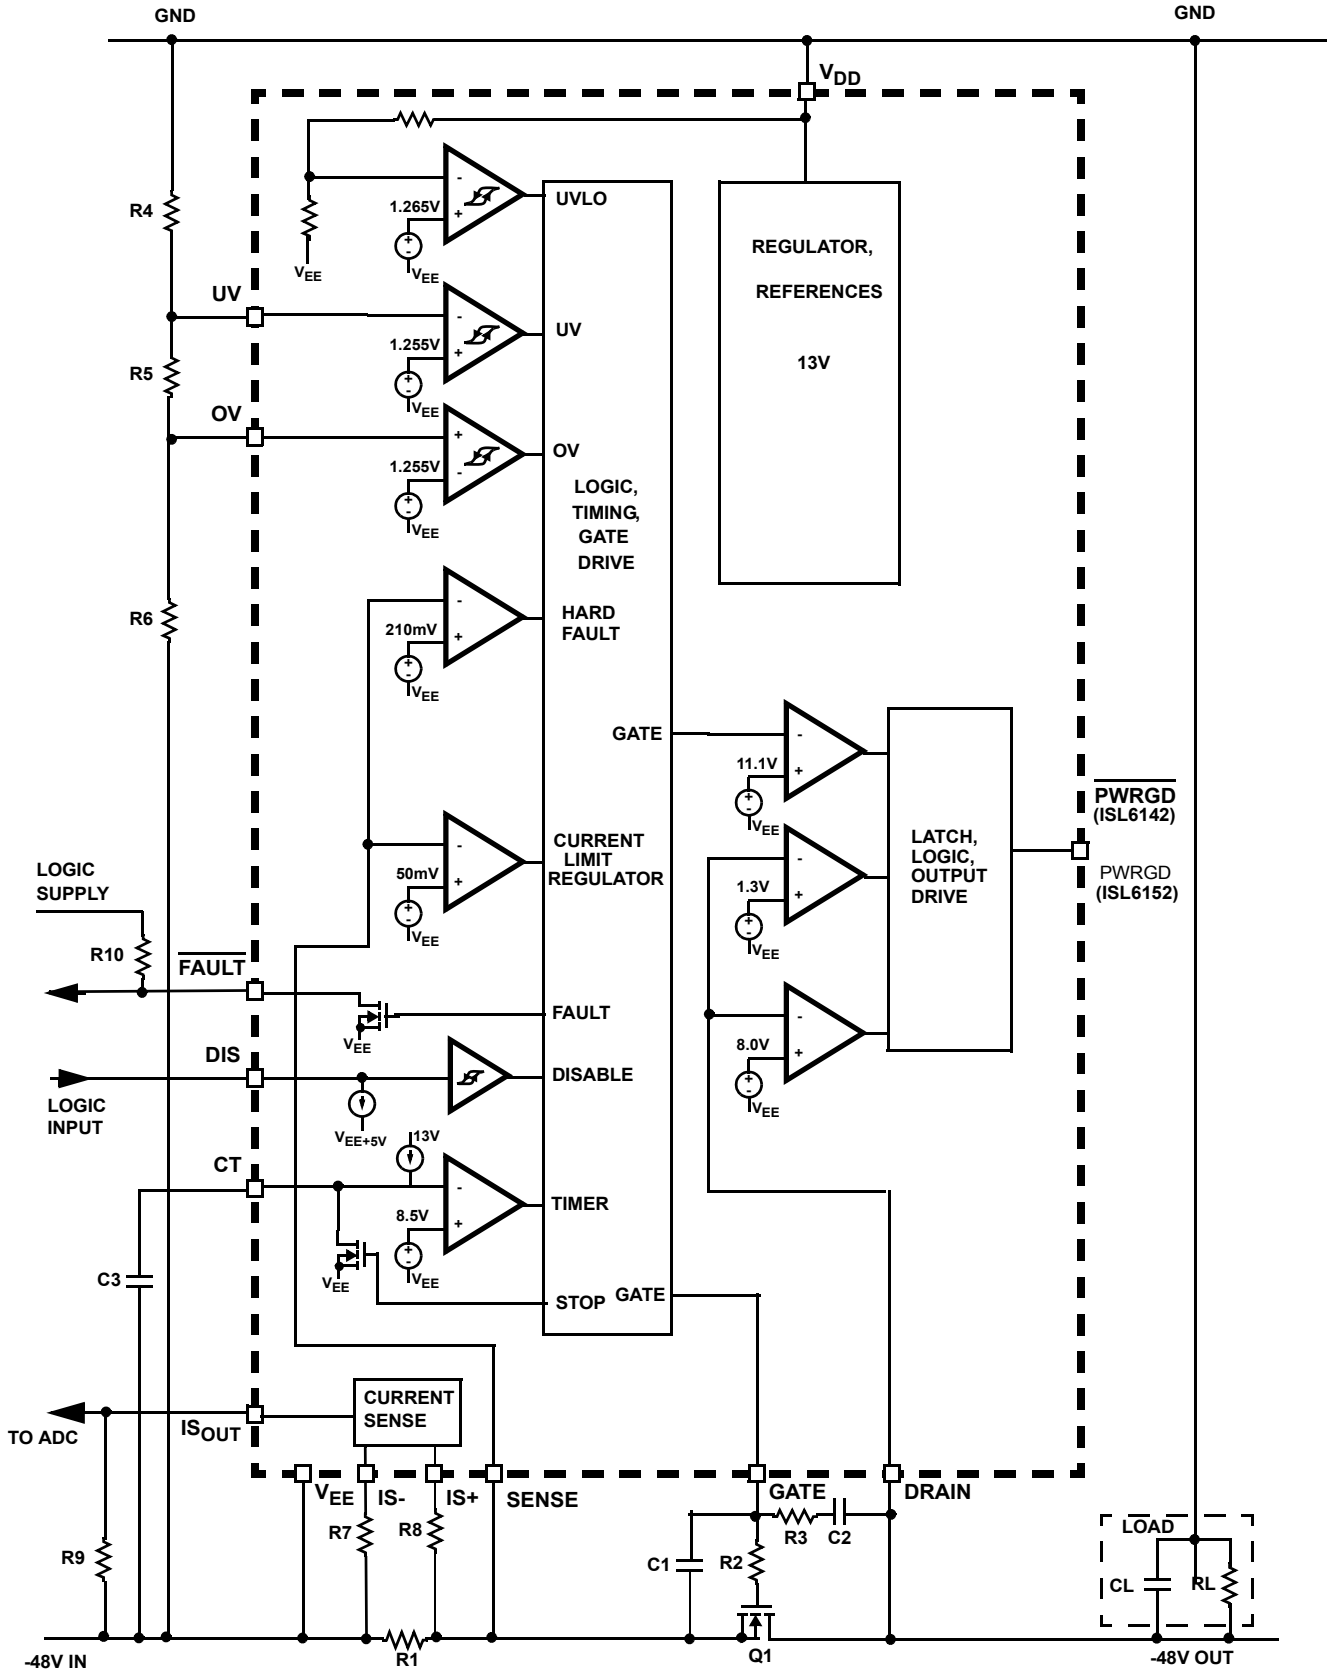 GND
GND
VDD
R4
1.265V
-
+
+
-
VEE
VEE
UVLO
REGULATOR,
REFERENCES
13V
UV
-
+
1.255V
+
-
VEE
UV
R5
OV
+
-
1.255V
+
-
VEE
OV
LOGIC,
TIMING,
GATE
DRIVE
R6
-
+
210mV
+
-
VEE
HARD
FAULT
GATE
-
+
11.1V
+
-
VEE
PWRGD
(ISL6142)
PWRGD
(ISL6152)
LATCH,
LOGIC,
OUTPUT
DRIVE
-
+
50mV
+
-
VEE
CURRENT
LIMIT
REGULATOR
-
+
1.3V
+
-
VEE
LOGIC
SUPPLY
R10
FAULT
VEE
FAULT
-
+
8.0V
+
-
VEE
DIS
LOGIC
INPUT
VEE+5V
DISABLE
CT
13V
-
+
8.5V
+
-
VEE
TIMER
C3
VEE
STOP
GATE
CURRENT
SENSE
ISOUT
TO ADC
VEE
IS-
IS+
SENSE
GATE
DRAIN
R9
R7
R8
C1
R2
R3
C2
LOAD
CL
RL
-48V IN
R1
Q1
-48V OUT